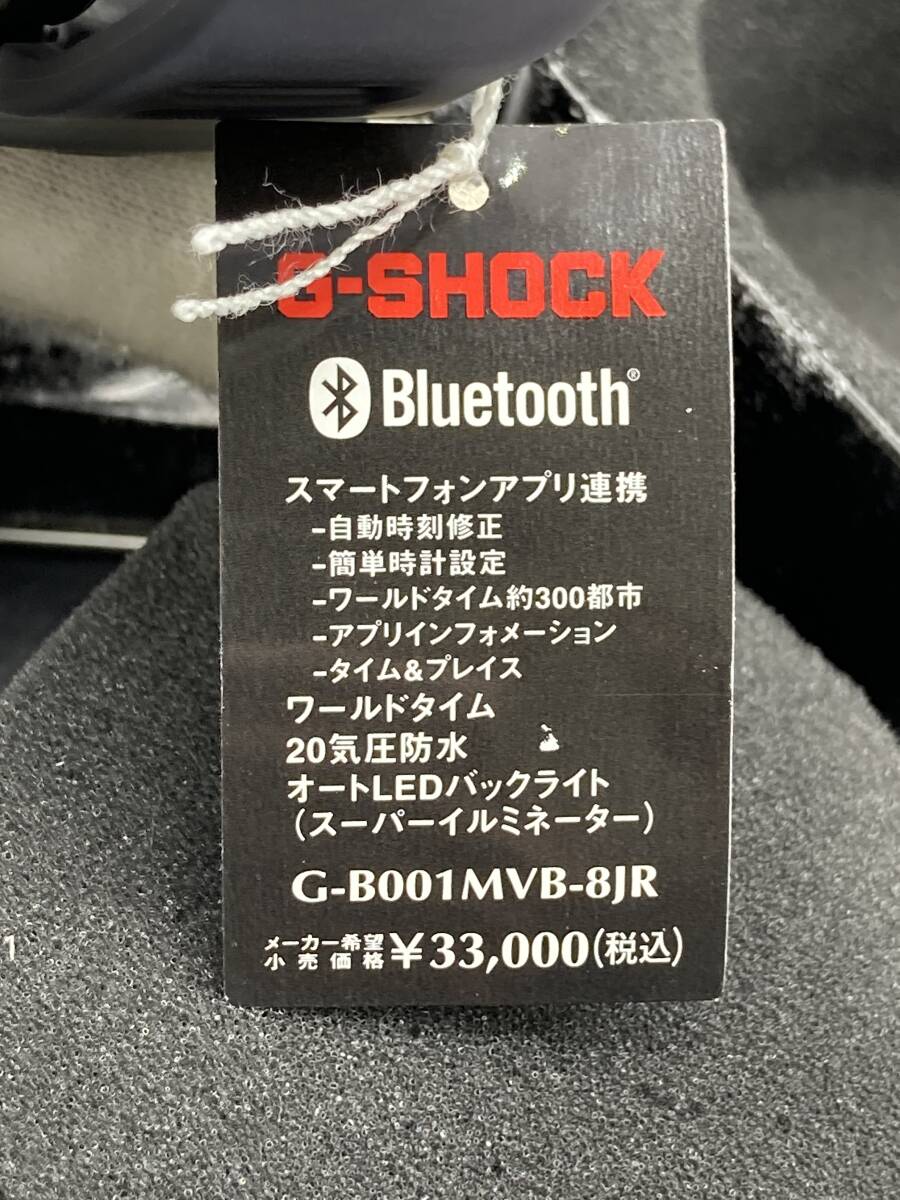 G-SHOCK
Bluetooth®
スマートフォンアプリ連携
-自動時刻修正
-簡単時計設定
-ワールドタイム約300都市
-アプリインフォメーション
-タイム&プレイス
ワールドタイム
20気圧防水
オートLEDバックライト
(スーパーイルミネーター)
G-B001MVB-8JR
メーカー希望小売価格 ¥33,000(税込)
1